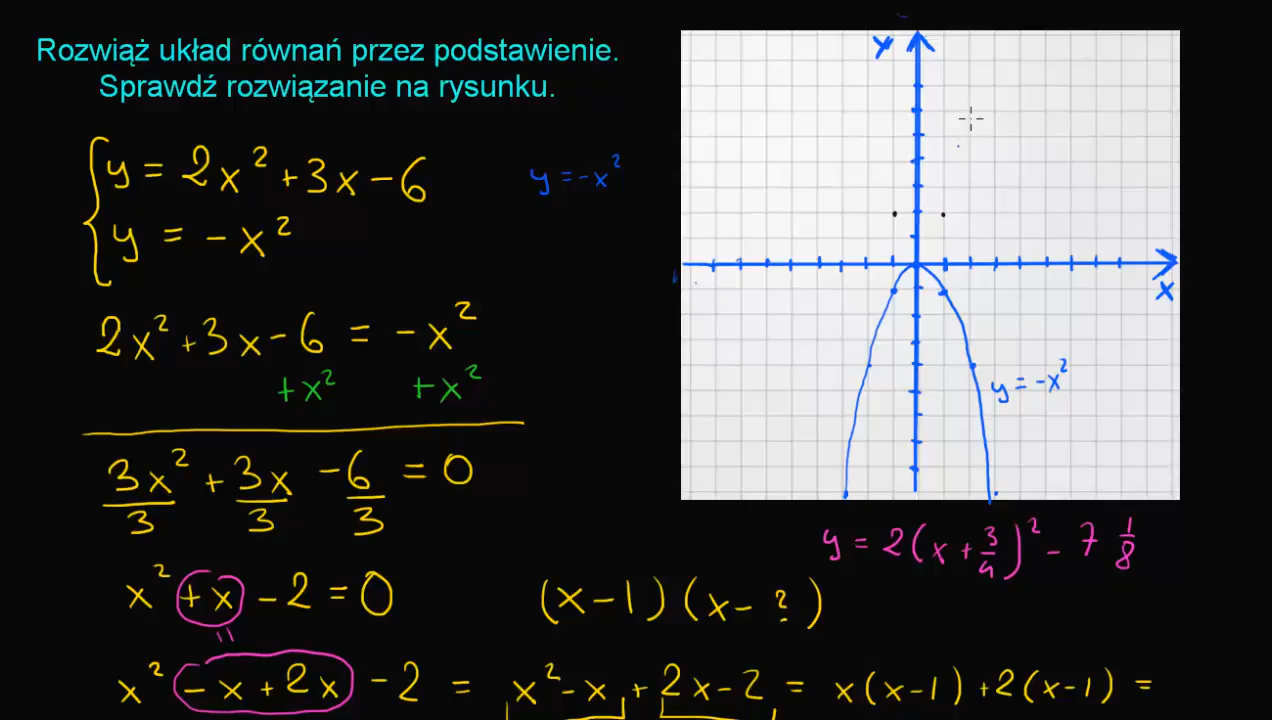 Rozwiąż układ równań przez podstawienie.
Sprawdź rozwiązanie na rysunku.
y = 2x² + 3x - 6
y = -x²
y = -x²
2x² + 3x - 6 = -x²
+x² +x²
3x²/3 + 3x/3 - 6/3 = 0
x² + x - 2 = 0
(x - 1)(x - ?)
x² - x + 2x - 2 = x² - x + 2x - 2 = x(x - 1) + 2(x - 1) =
y
x
y = -x²
y = 2(x + 3/4)² - 7 1/8